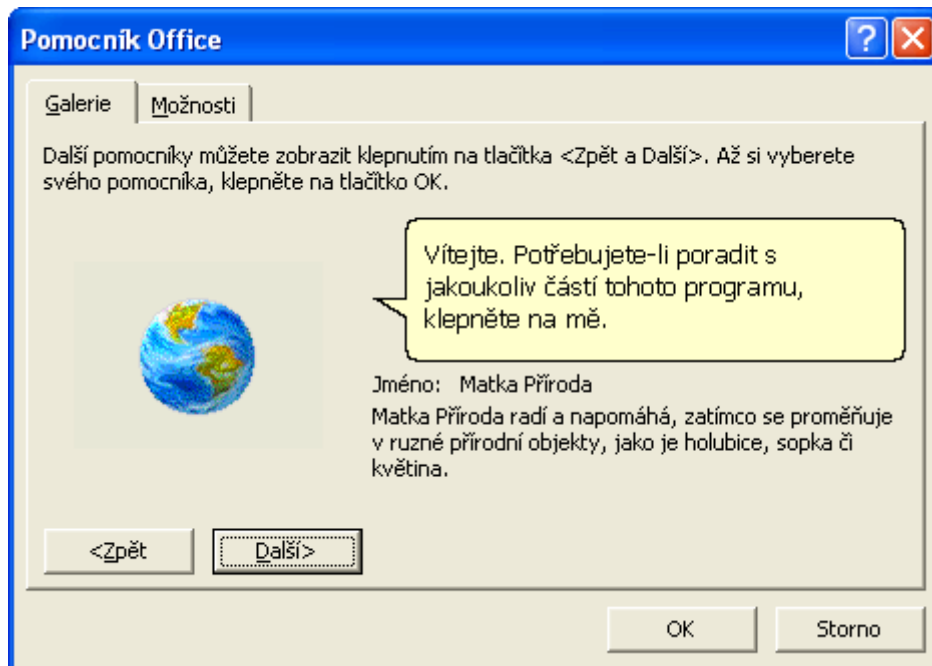 Pomocník Office
Galerie
Možnosti
Další pomocníky můžete zobrazit klepnutím na tlačítka <Zpět a Další>. Až si vyberete
svého pomocníka, klepněte na tlačítko OK.
Vítejte. Potřebujete-li poradit s
jakoukoliv částí tohoto programu,
klepněte na mě.
Jméno: Matka Příroda
Matka Příroda radí a napomáhá, zatímco se proměňuje
v ruzné přírodní objekty, jako je holubice, sopka či
květina.
<Zpět
Další>
OK
Storno